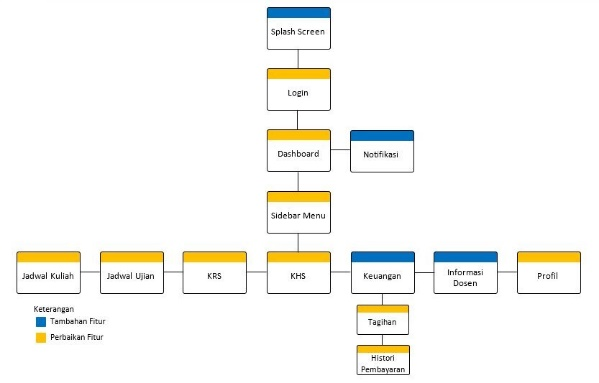 Splash Screen
Login
Dashboard
Notifikasi
Sidebar Menu
Jadwal Kuliah
Jadwal Ujian
KRS
KHS
Keuangan
Informasi
Dosen
Profil
Keterangan
Tambahan Fitur
Perbaikan Fitur
Tagihan
Histori
Pembayaran